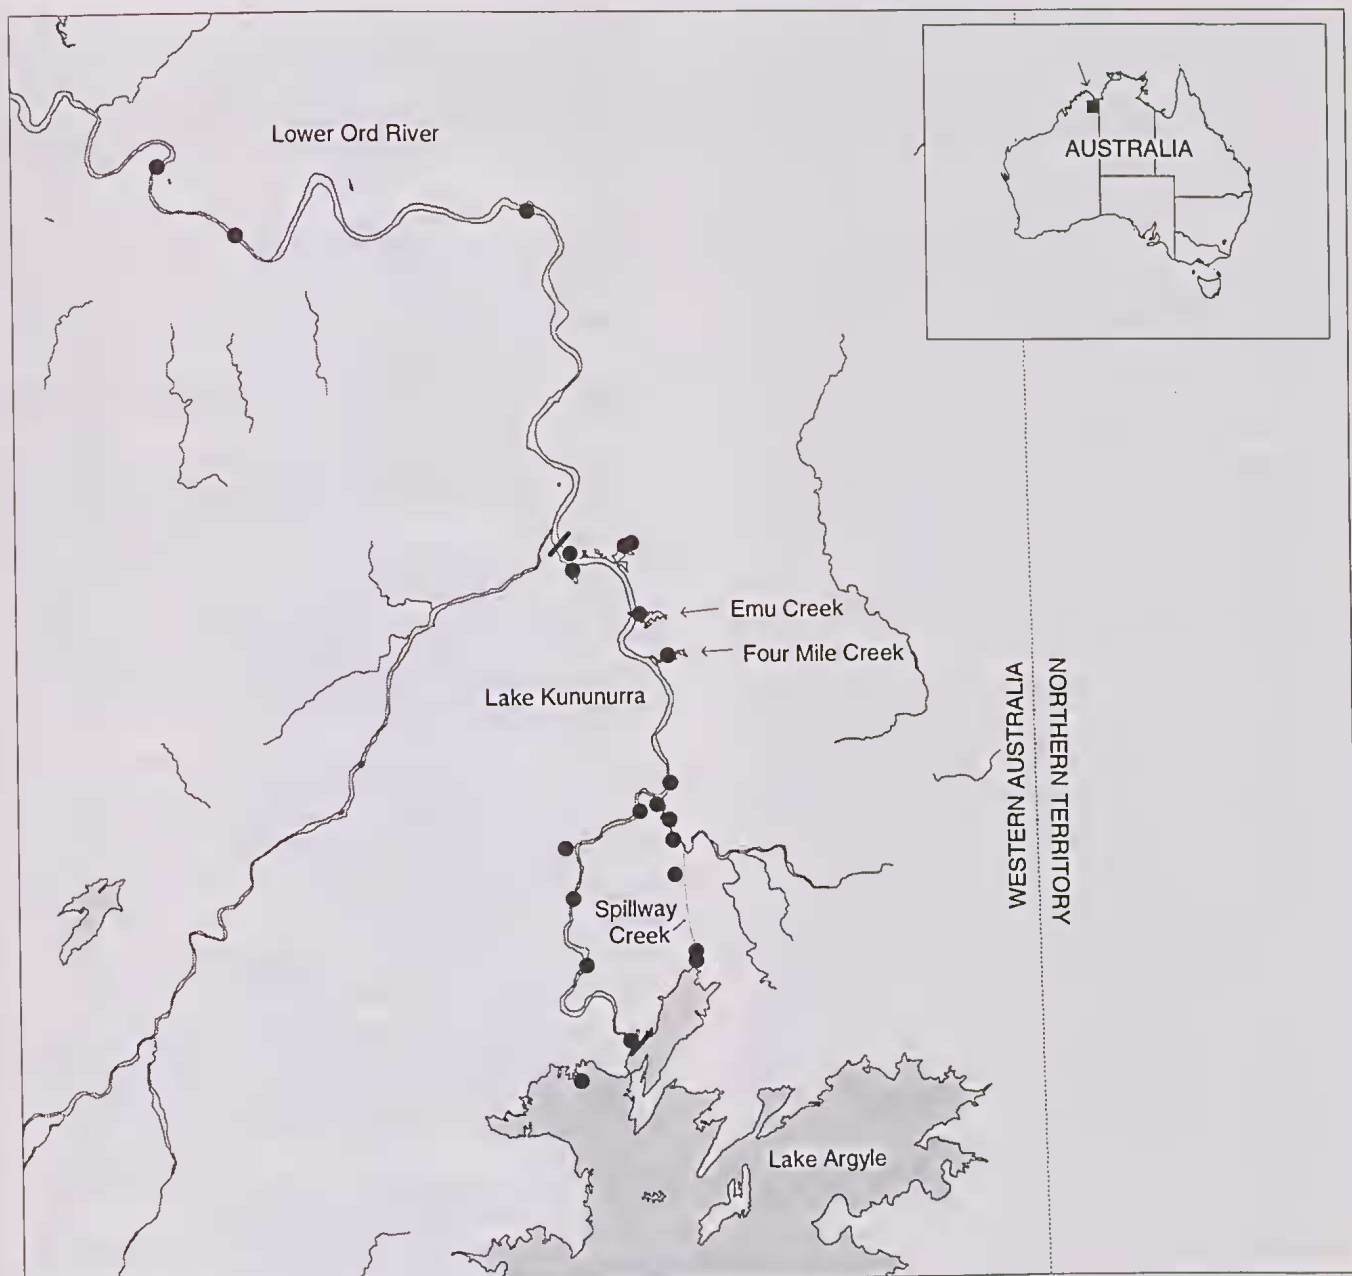 Lower Ord River
AUSTRALIA
Emu Creek
Four Mile Creek
Lake Kununurra
WESTERN AUSTRALIA
NORTHERN TERRITORY
Spillway
Creek
Lake Argyle